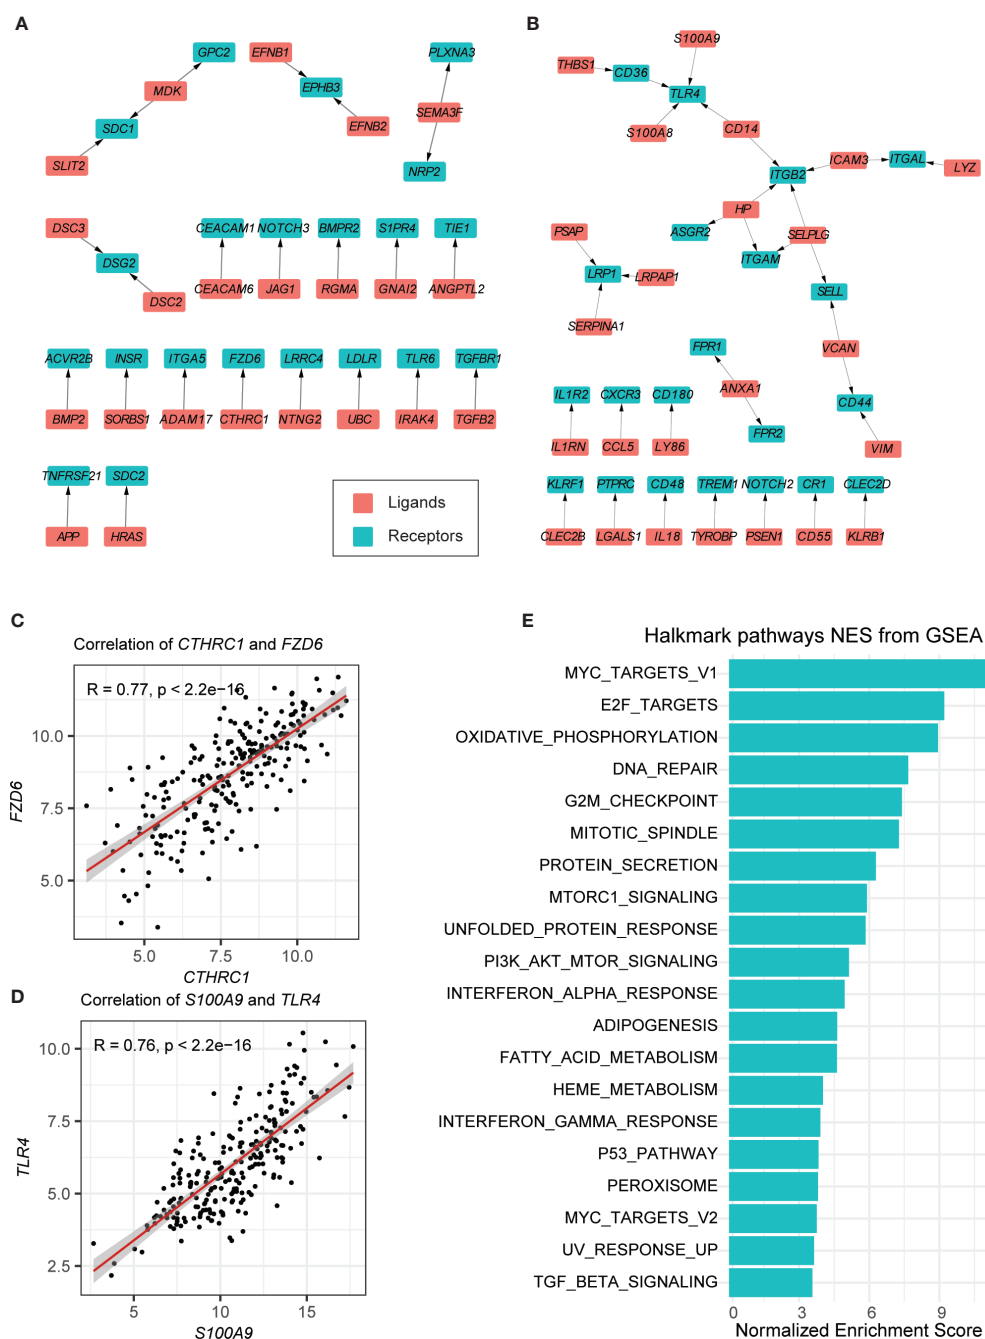 A
GPC2
EFNB1
PLXNA3
MDK
EPHB3
SEMA3F
SDC1
EFNB2
SLIT2
NRP2
DSC3
CEACAM1
NOTCH3
BMPR2
S1PR4
TIE1
DSG2
DSC2
CEACAM6
JAG1
RGMA
GNAI2
ANGPTL2
ACVR2B
INSR
ITGA5
FZD6
LRRC4
LDLR
TLR6
TGFBR1
BMP2
SORBS1
ADAM17
CTHRC1
NTNG2
UBC
IRAK4
TGFB2
TNFRSF21
SDC2
APP
HRAS
Ligands
Receptors
B
S100A9
THBS1
CD36
TLR4
S100A8
CD14
ICAM3
ITGAL
LYZ
ITGB2
HP
ASGR2
SELPLG
PSAP
ITGAM
LRP1
LRPAP1
SELL
SERPINA1
FPR1
VCAN
ANXA1
IL1R2
CXCR3
CD180
CD44
FPR2
IL1RN
CCL5
LY86
VIM
KLRF1
PTPRC
CD48
TREM1
NOTCH2
CR1
CLEC2D
CLEC2B
LGALS1
IL18
TYROBP
PSEN1
CD55
KLRB1
C
Correlation of CTHRC1 and FZD6
R = 0.77, p < 2.2e−16
10.0
7.5
5.0
FZD6
5.0
7.5
10.0
CTHRC1
D
Correlation of S100A9 and TLR4
R = 0.76, p < 2.2e−16
10.0
7.5
5.0
2.5
TLR4
5
10
15
S100A9
E
Halkmark pathways NES from GSEA
MYC_TARGETS_V1
E2F_TARGETS
OXIDATIVE_PHOSPHORYLATION
DNA_REPAIR
G2M_CHECKPOINT
MITOTIC_SPINDLE
PROTEIN_SECRETION
MTORC1_SIGNALING
UNFOLDED_PROTEIN_RESPONSE
PI3K_AKT_MTOR_SIGNALING
INTERFERON_ALPHA_RESPONSE
ADIPOGENESIS
FATTY_ACID_METABOLISM
HEME_METABOLISM
INTERFERON_GAMMA_RESPONSE
P53_PATHWAY
PEROXISOME
MYC_TARGETS_V2
UV_RESPONSE_UP
TGF_BETA_SIGNALING
0
3
6
9
Normalized Enrichment Score